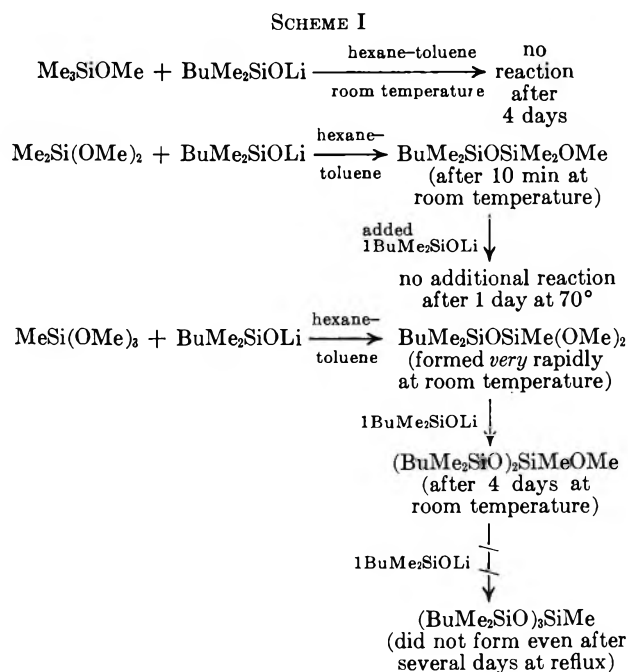 SCHEME I
Me₃SiOMe + BuMe₂SiOLi
hexane-toluene
room temperature
no
reaction
after
4 days
Me₂Si(OMe)₂ + BuMe₂SiOLi
hexane-
toluene
BuMe₂SiOSiMe₂OMe
(after 10 min at
room temperature)
added
1BuMe₂SiOLi
no additional reaction
after 1 day at 70°
MeSi(OMe)₃ + BuMe₂SiOLi
hexane-
toluene
BuMe₂SiOSiMe(OMe)₂
(formed very rapidly
at room temperature)
1BuMe₂SiOLi
(BuMe₂SiO)₂SiMeOMe
(after 4 days at
room temperature)
1BuMe₂SiOLi
(BuMe₂SiO)₃SiMe
(did not form even after
several days at reflux)